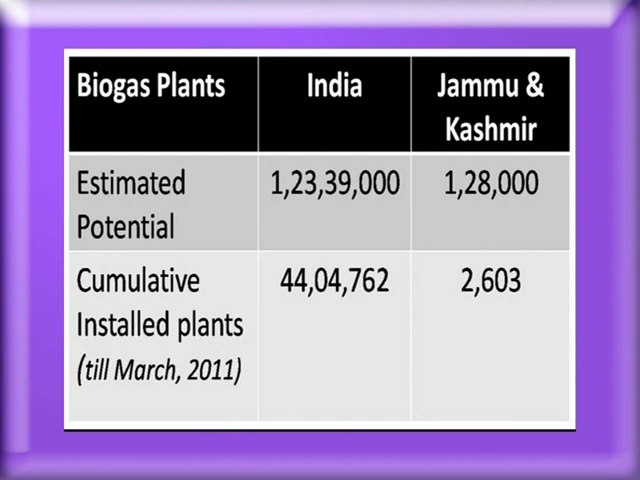 Biogas Plants India Jammu &
Kashmir
Estimated 1,23,39,000 1,28,000
Potential
Cumulative 44,04,762 2,603
Installed plants
(till March, 2011)